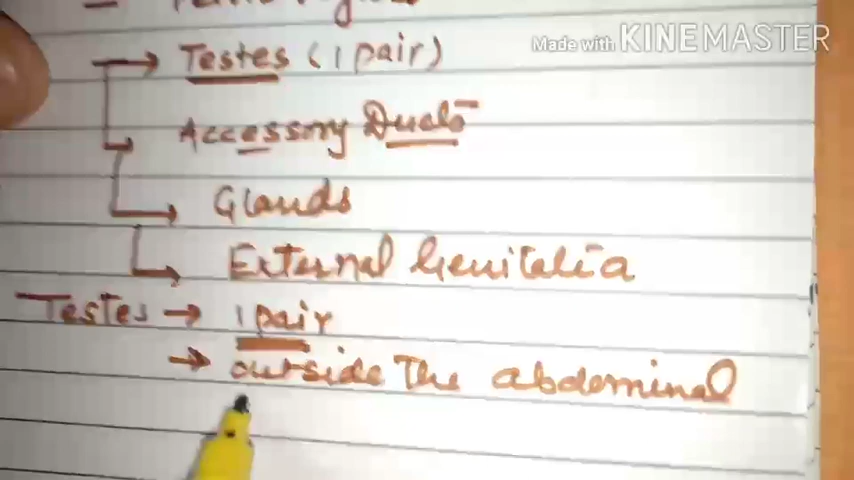 Made with KINEMASTER
→ Testes (1 pair)
Accessory Ducts
→ Glands
→ External Genitalia
Testes → 1 pair
→ outside The abdominal